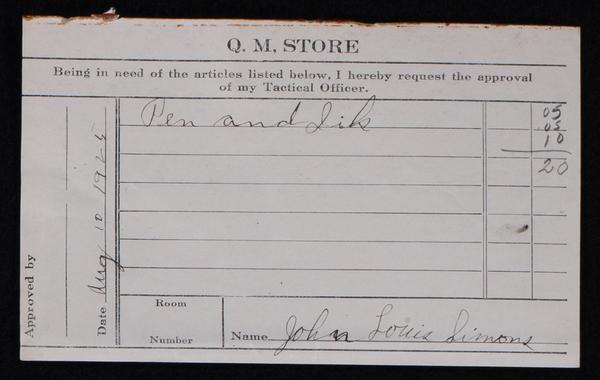 Q. M. STORE
Being in need of the articles listed below, I hereby request the approval
of my Tactical Officer.
Pen and Ink 05
05
10
20
Approved by
Date Aug 10 1925
Room
Number
Name John Louis Simons